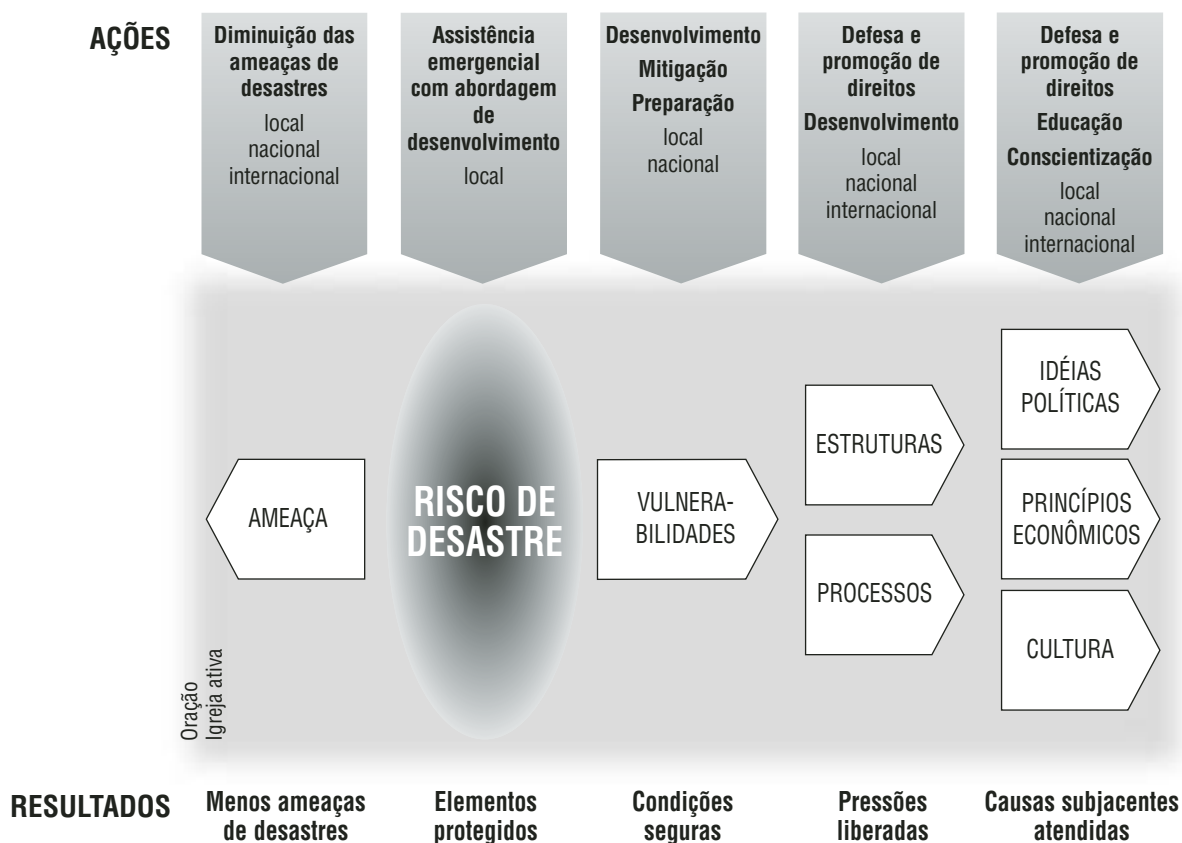 AÇÕES
Diminuição das
ameaças de
desastres
local
nacional
internacional
Assistência
emergencial
com abordagem
de
desenvolvimento
local
Desenvolvimento
Mitigação
Preparação
local
nacional
Defesa e
promoção de
direitos
Desenvolvimento
local
nacional
internacional
Defesa e
promoção de
direitos
Educação
Conscientização
local
nacional
internacional
AMEAÇA
RISCO DE
DESASTRE
VULNERA-
BILIDADES
ESTRUTURAS
PROCESSOS
IDÉIAS
POLÍTICAS
PRINCÍPIOS
ECONÔMICOS
CULTURA
Oração
Igreja ativa
RESULTADOS
Menos ameaças
de desastres
Elementos
protegidos
Condições
seguras
Pressões
liberadas
Causas subjacentes
atendidas